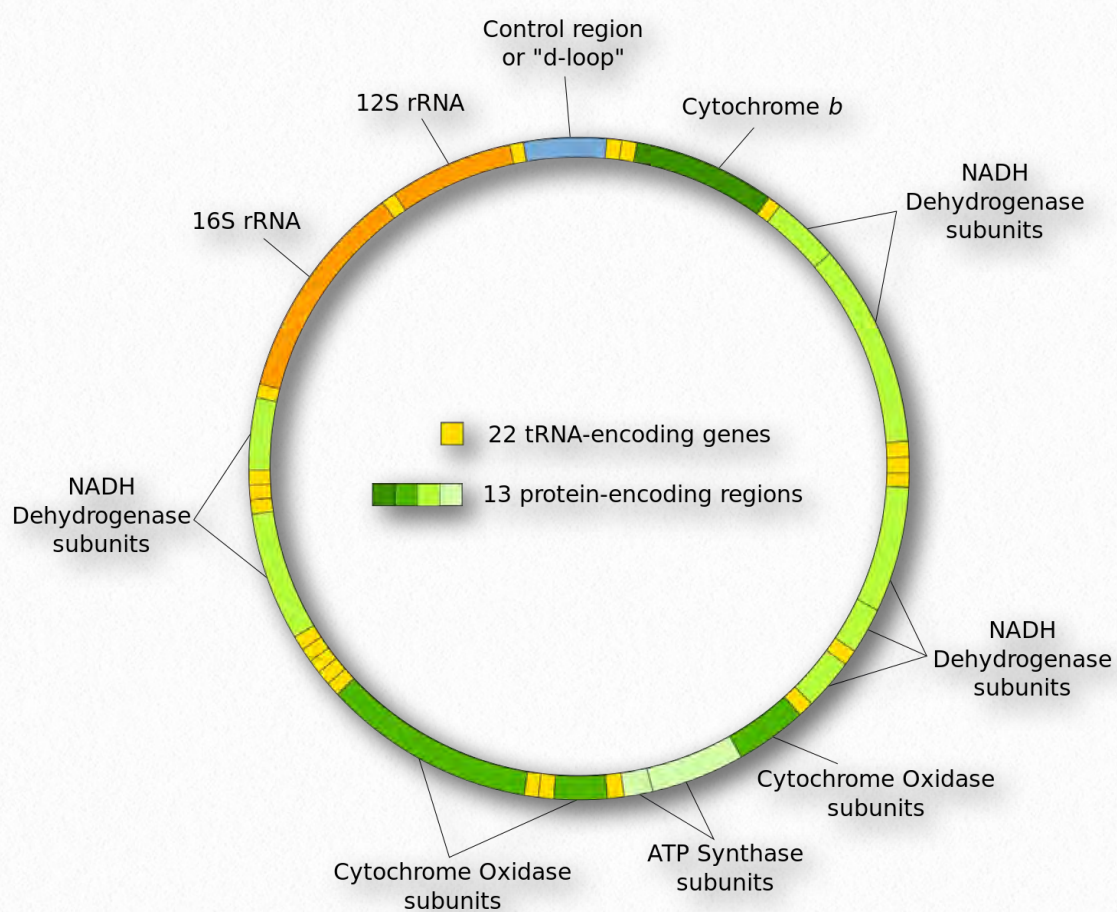 Control region
or "d-loop"
12S rRNA
Cytochrome b
NADH
Dehydrogenase
subunits
16S rRNA
22 tRNA-encoding genes
13 protein-encoding regions
NADH
Dehydrogenase
subunits
NADH
Dehydrogenase
subunits
Cytochrome Oxidase
subunits
ATP Synthase
subunits
Cytochrome Oxidase
subunits